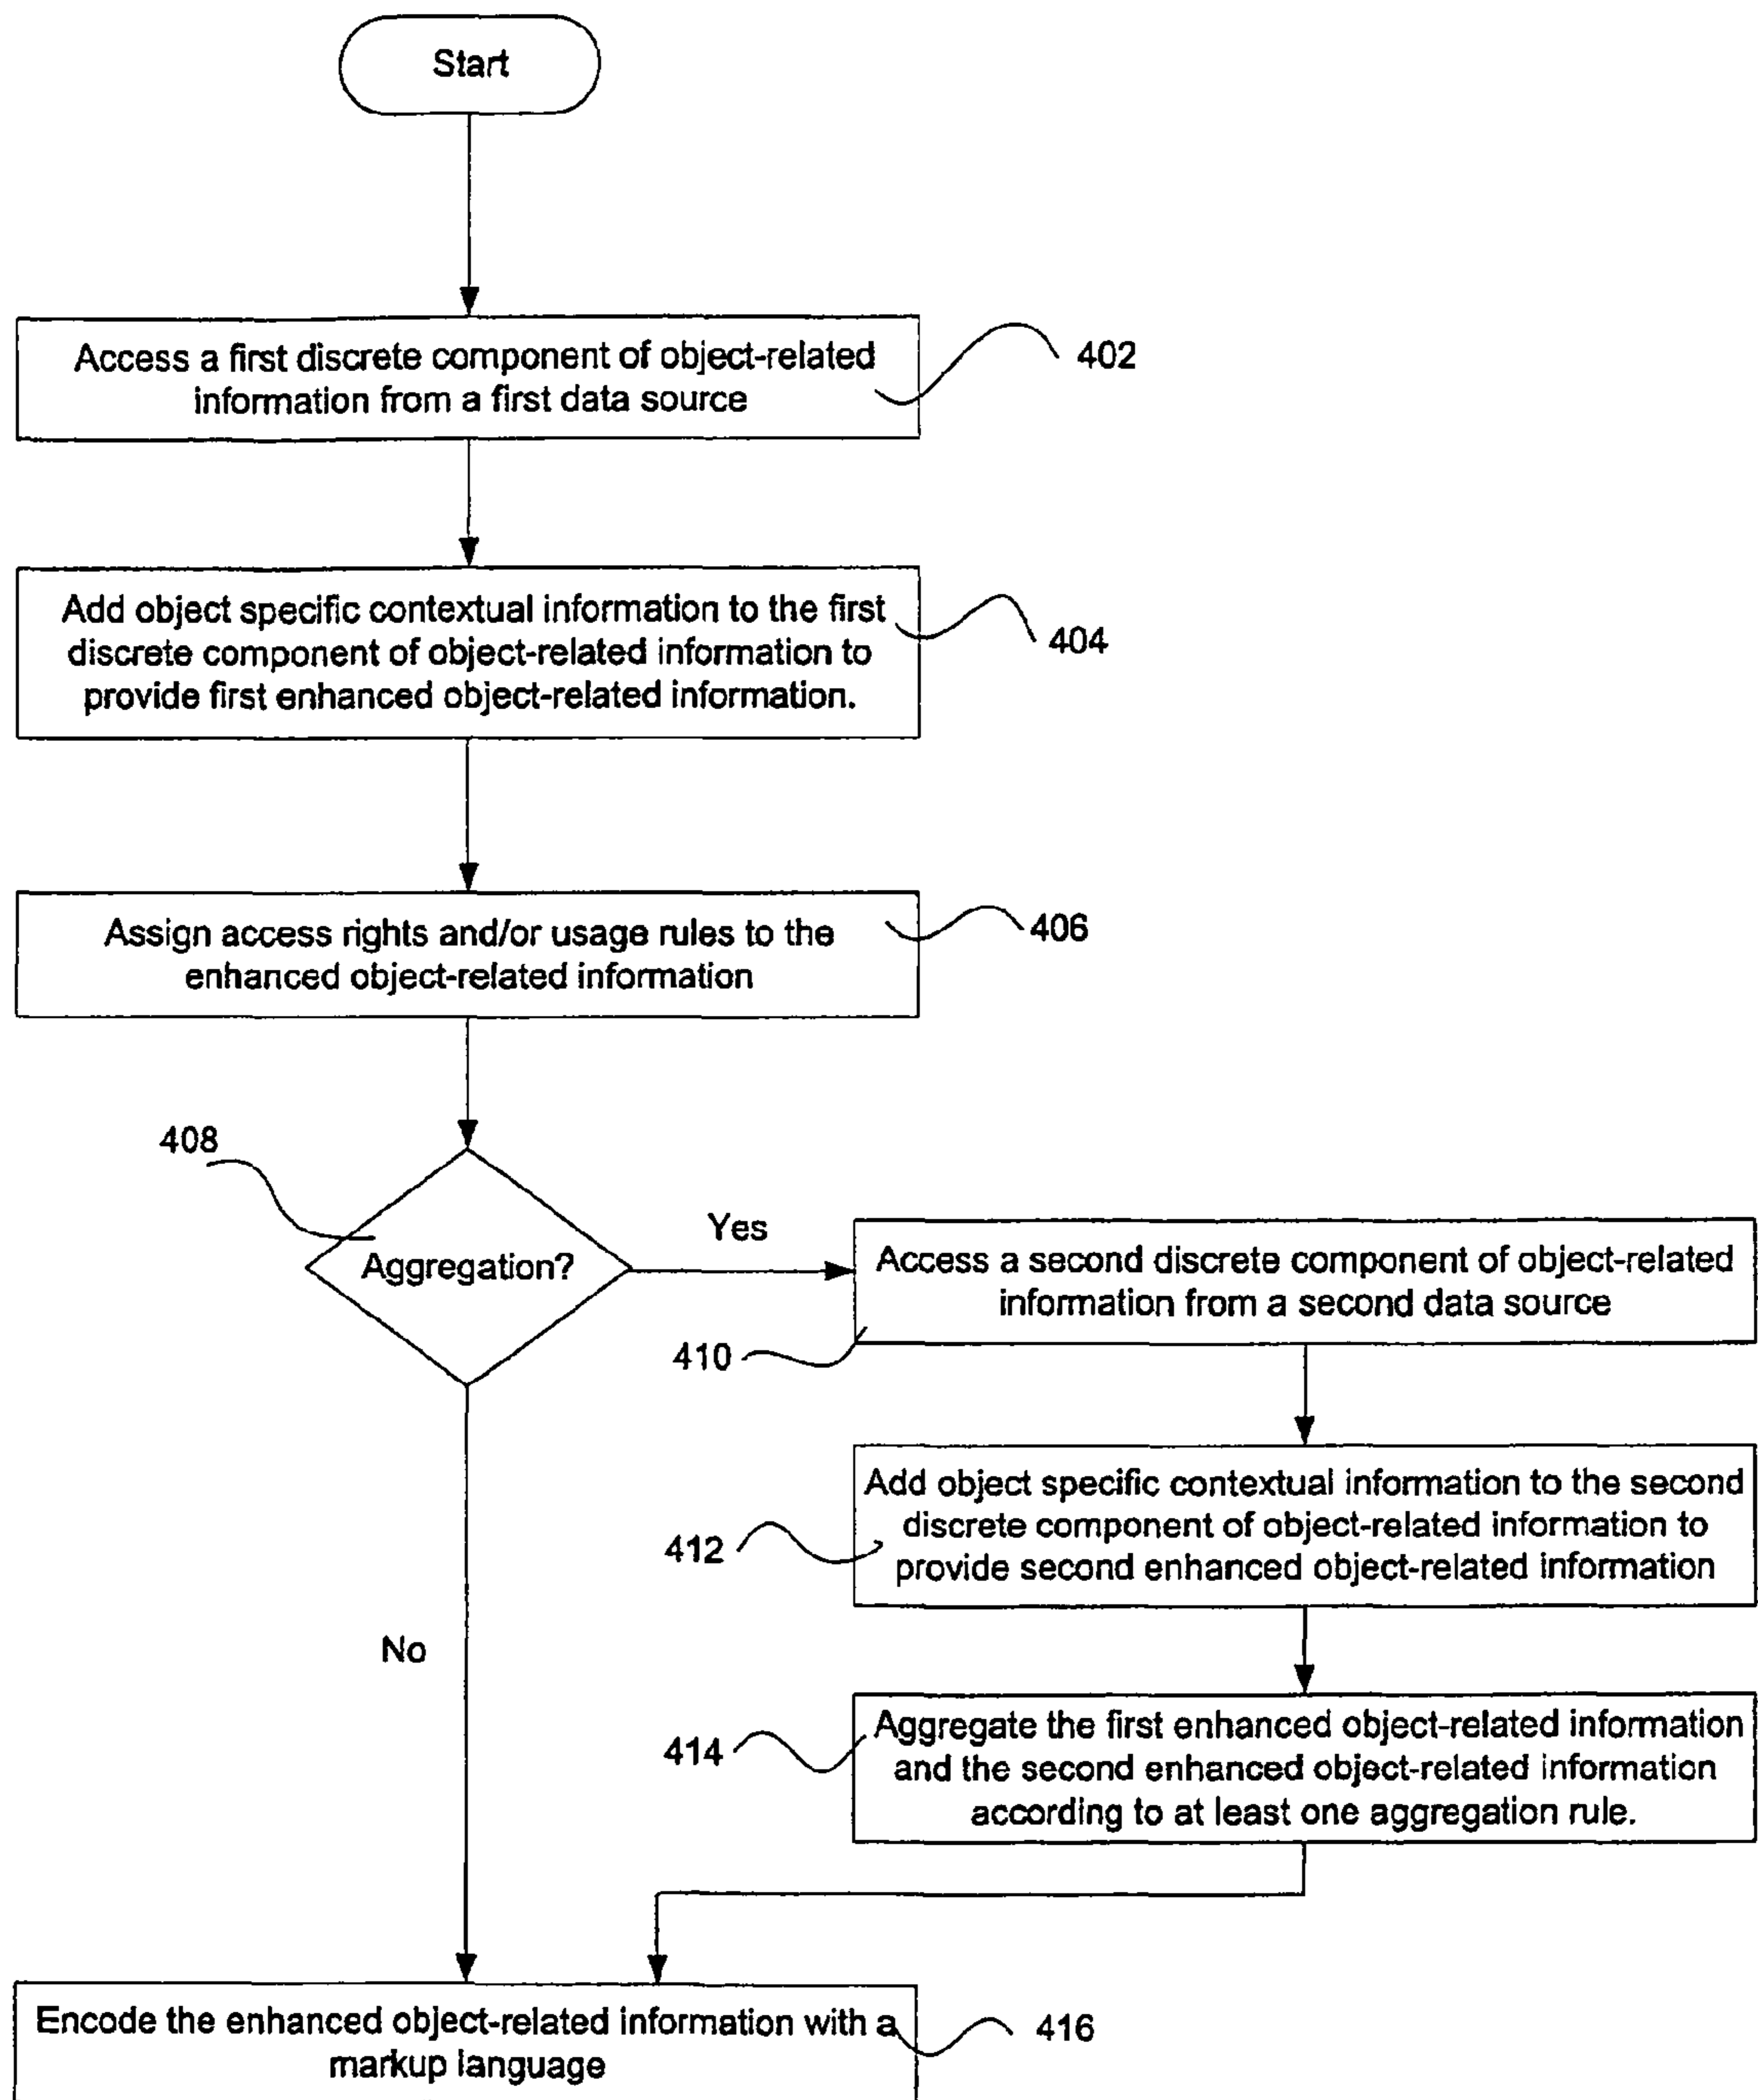 Start
Access a first discrete component of object-related
information from a first data source
402
Add object specific contextual information to the first
discrete component of object-related information to
provide first enhanced object-related information.
404
Assign access rights and/or usage rules to the
enhanced object-related information
406
408
Aggregation?
Yes
Access a second discrete component of object-related
information from a second data source
410
Add object specific contextual information to the second
discrete component of object-related information to
provide second enhanced object-related information
412
No
Aggregate the first enhanced object-related information
and the second enhanced object-related information
according to at least one aggregation rule.
414
Encode the enhanced object-related information with a
markup language
416